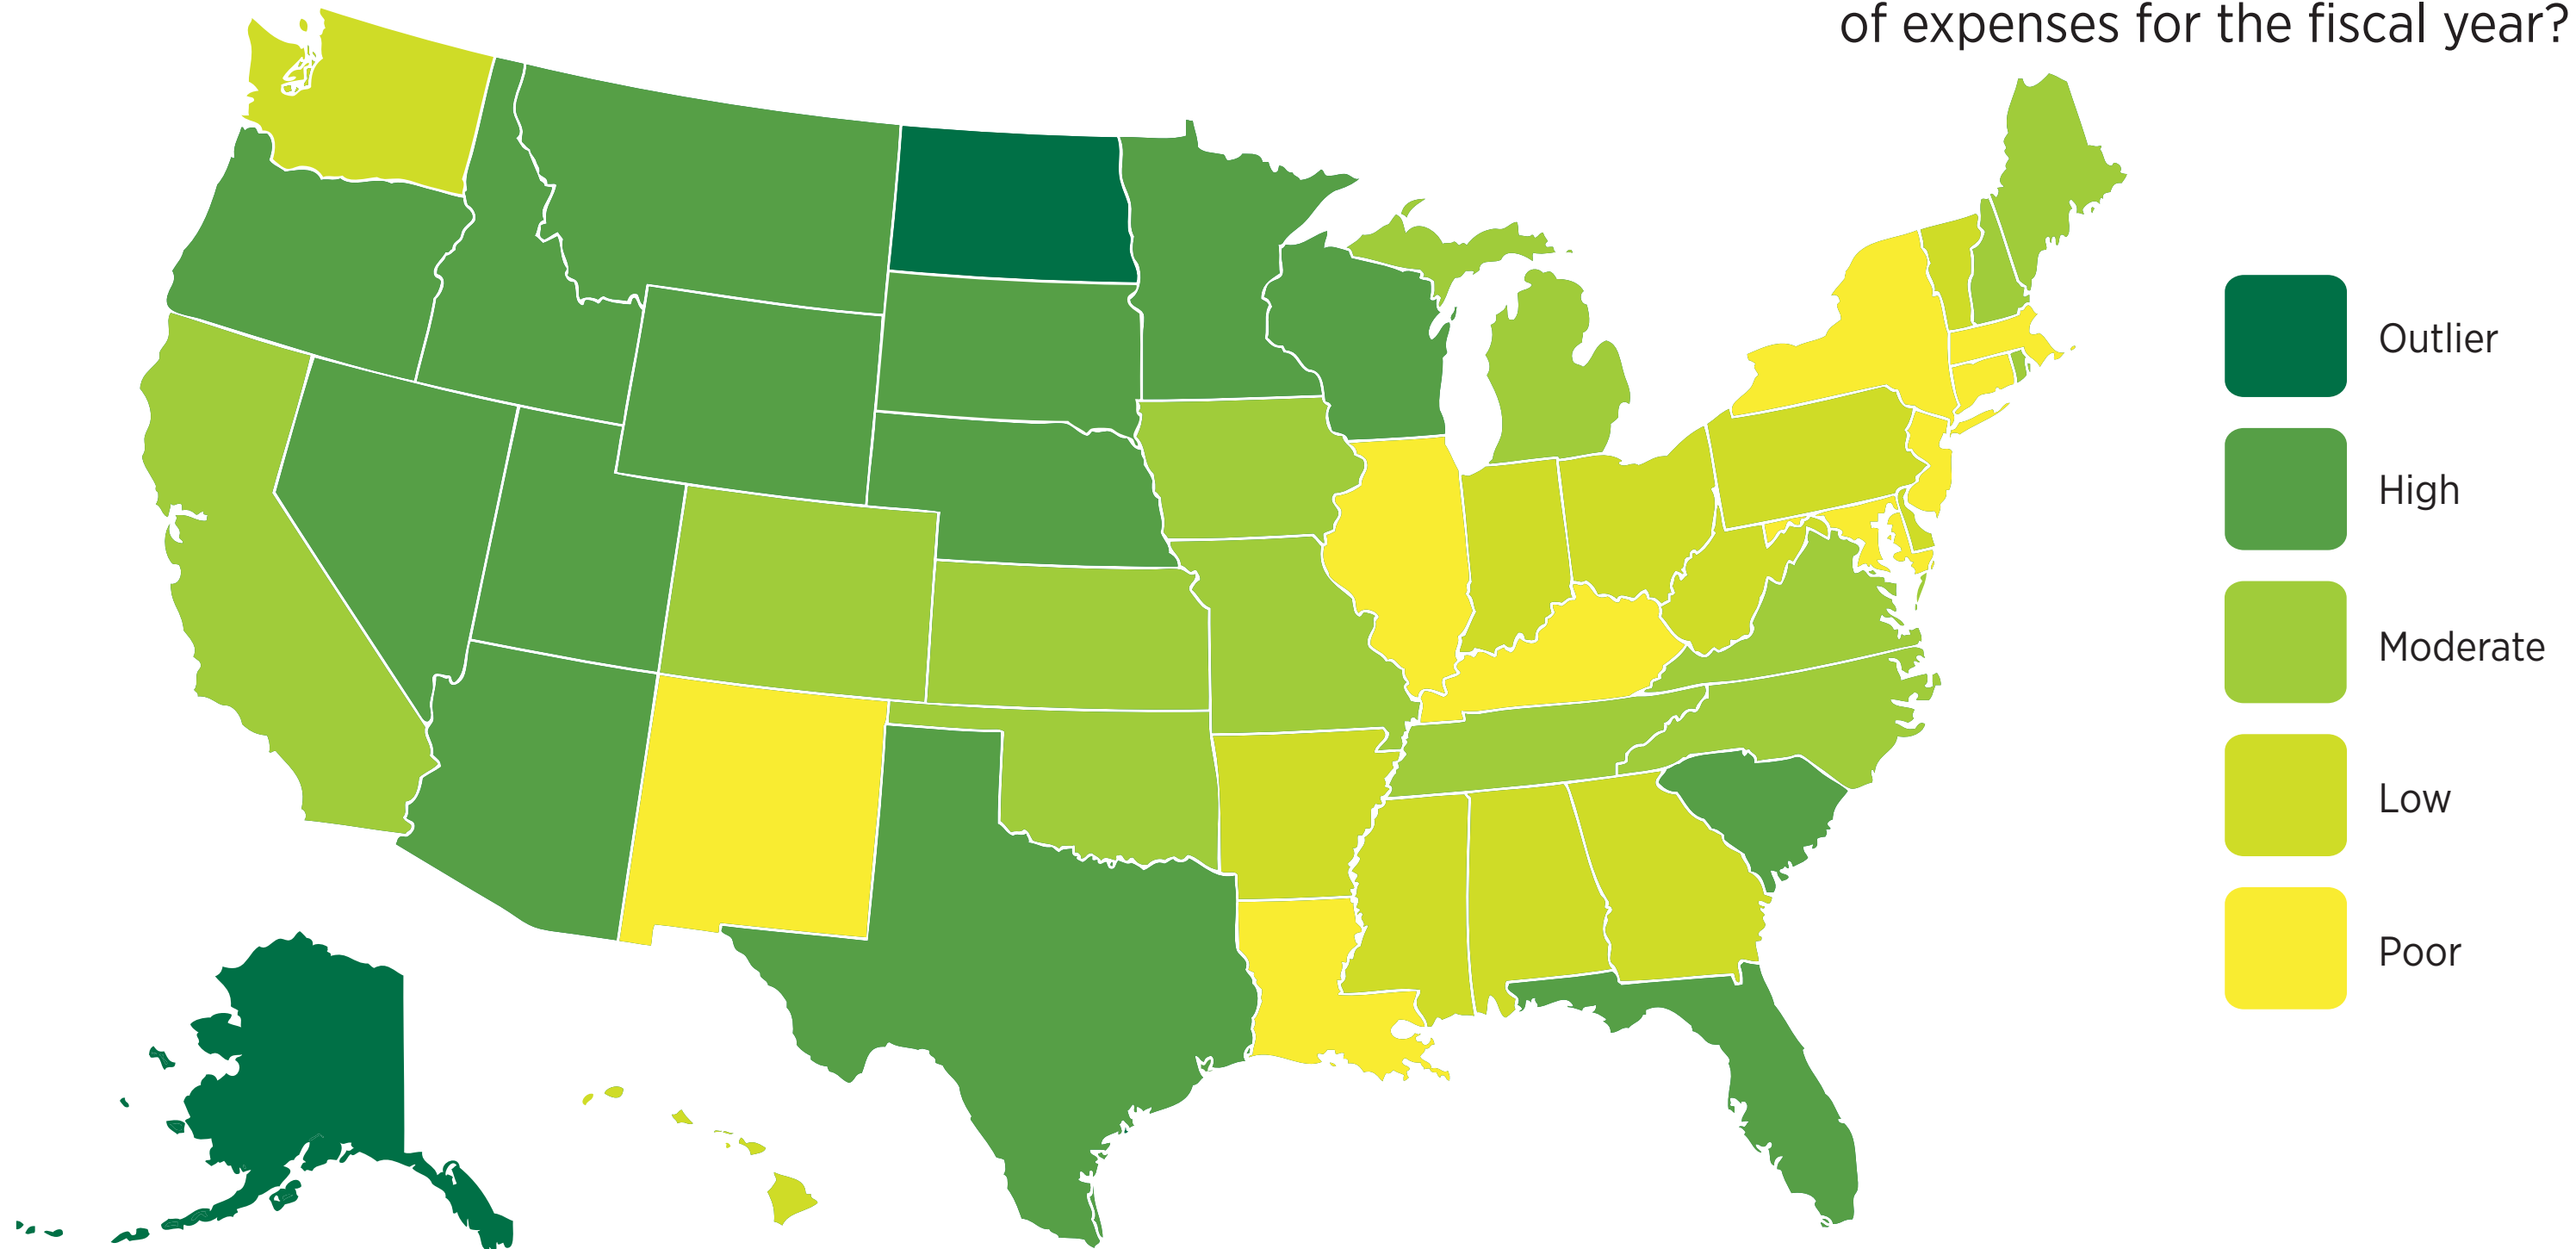 of expenses for the fiscal year?
Outlier
High
Moderate
Low
Poor